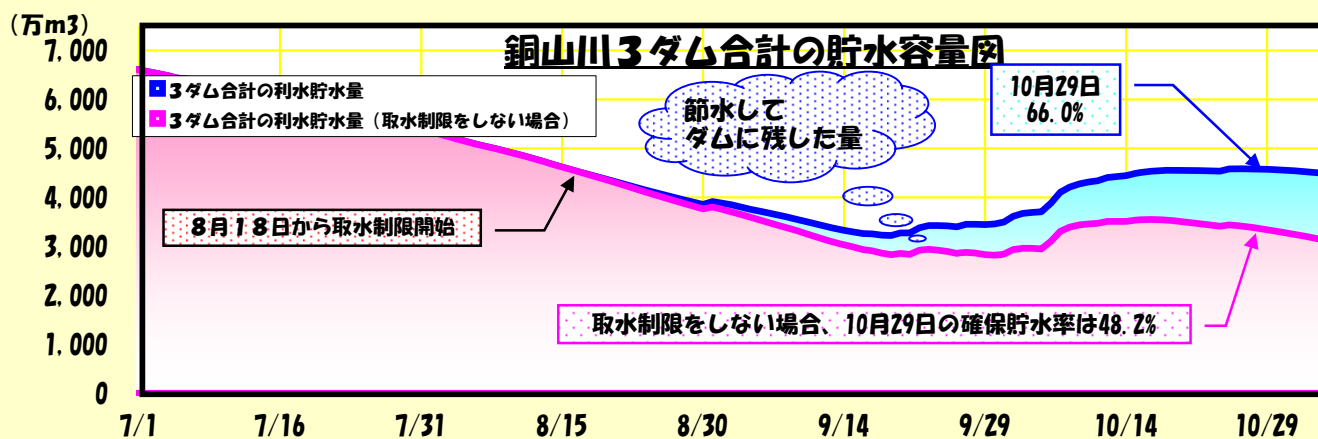 (万m3)
銅山川3ダム合計の貯水容量図
7,000
6,000
5,000
4,000
3,000
2,000
1,000
0
3ダム合計の利水貯水量
3ダム合計の利水貯水量(取水制限をしない場合)
節水して
ダムに残した量
10月29日
66.0%
8月18日から取水制限開始
取水制限をしない場合、10月29日の確保貯水率は48.2%
7/1 7/16 7/31 8/15 8/30 9/14 9/29 10/14 10/29